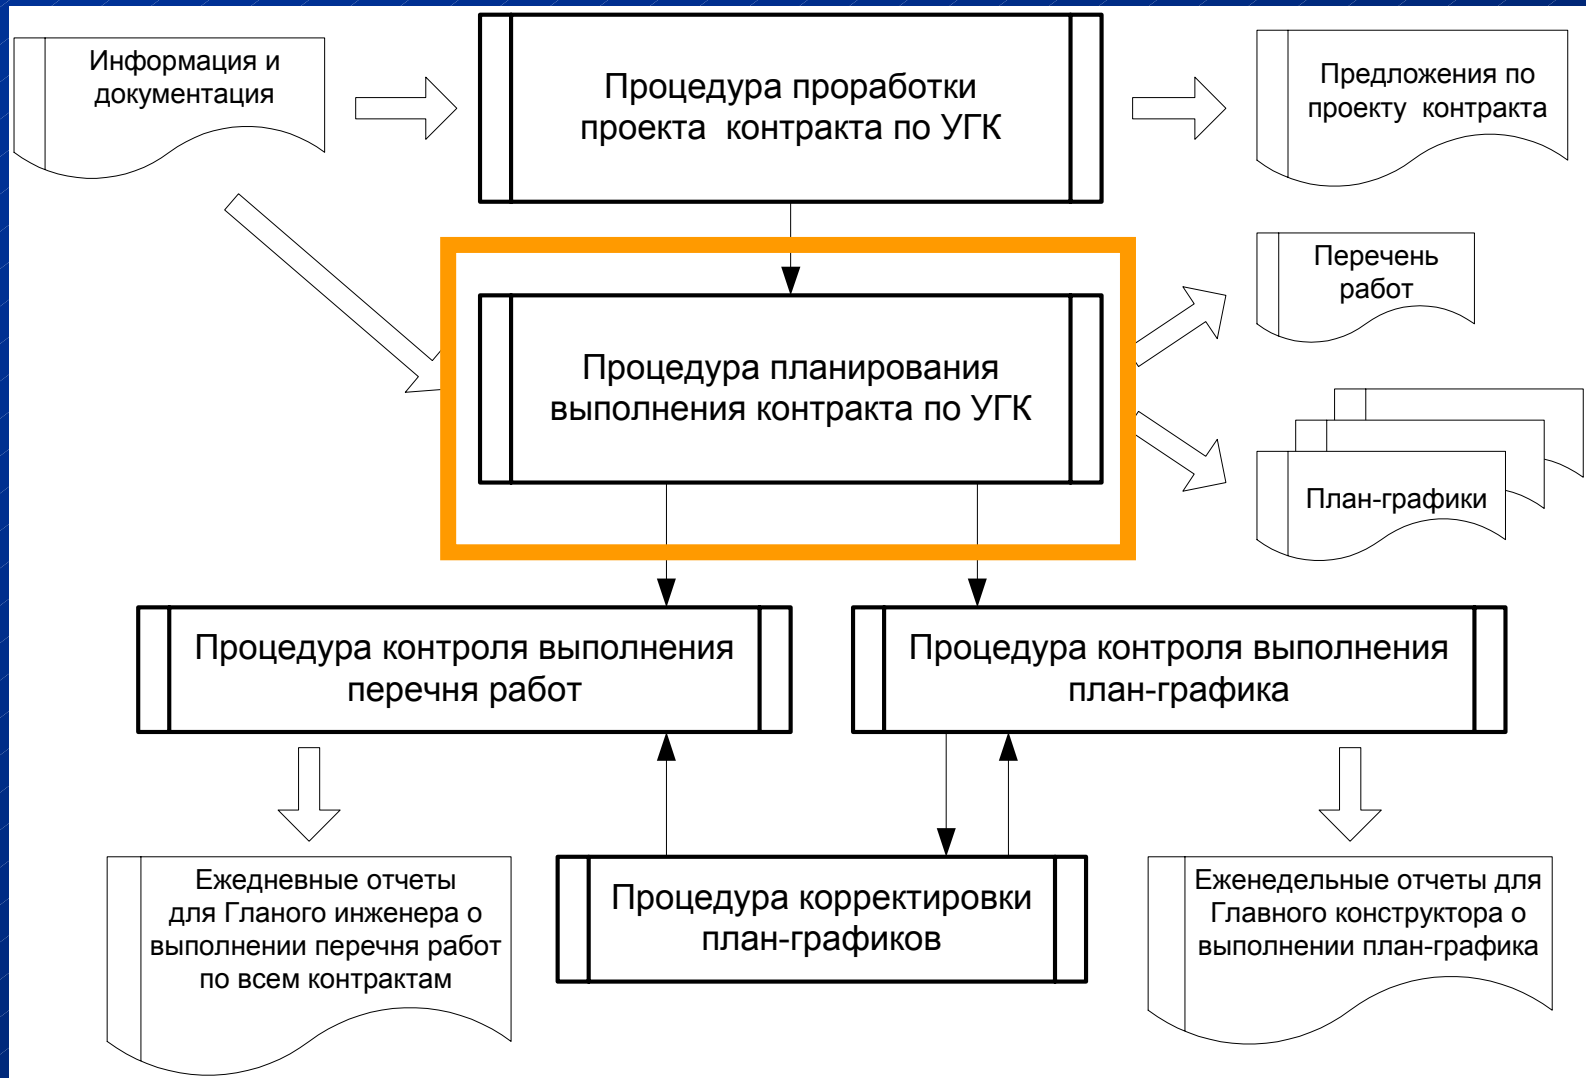 Информация и
документация
Процедура проработки
проекта контракта по УГК
Предложения по
проекту контракта
Перечень
работ
Процедура планирования
выполнения контракта по УГК
План-графики
Процедура контроля выполнения
перечня работ
Процедура контроля выполнения
план-графика
Ежедневные отчеты
для Гланого инженера о
выполнении перечня работ
по всем контрактам
Процедура корректировки
план-графиков
Еженедельные отчеты для
Главного конструктора о
выполнении план-графика